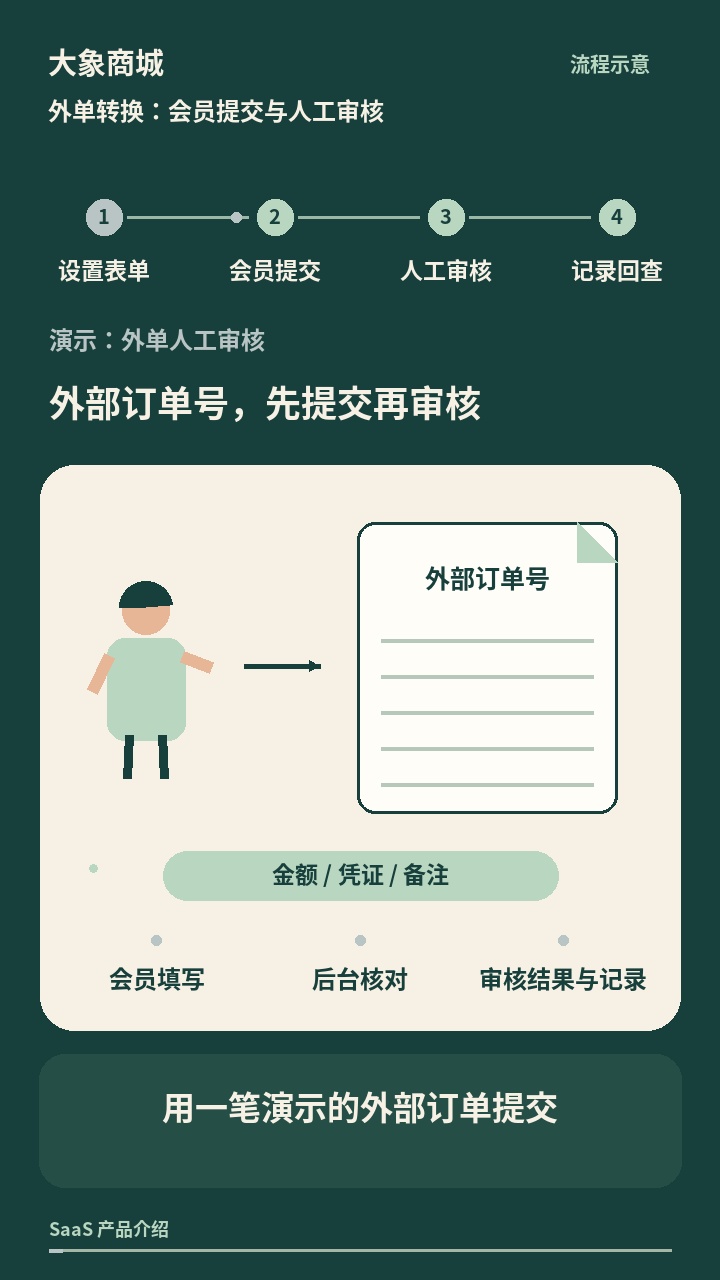 大象商城
流程示意
外单转换：会员提交与人工审核
1
2
3
4
设置表单
会员提交
人工审核
记录回查
演示：外单人工审核
外部订单号，先提交再审核
外部订单号
金额 / 凭证 / 备注
会员填写
后台核对
审核结果与记录
用一笔演示的外部订单提交
SaaS 产品介绍